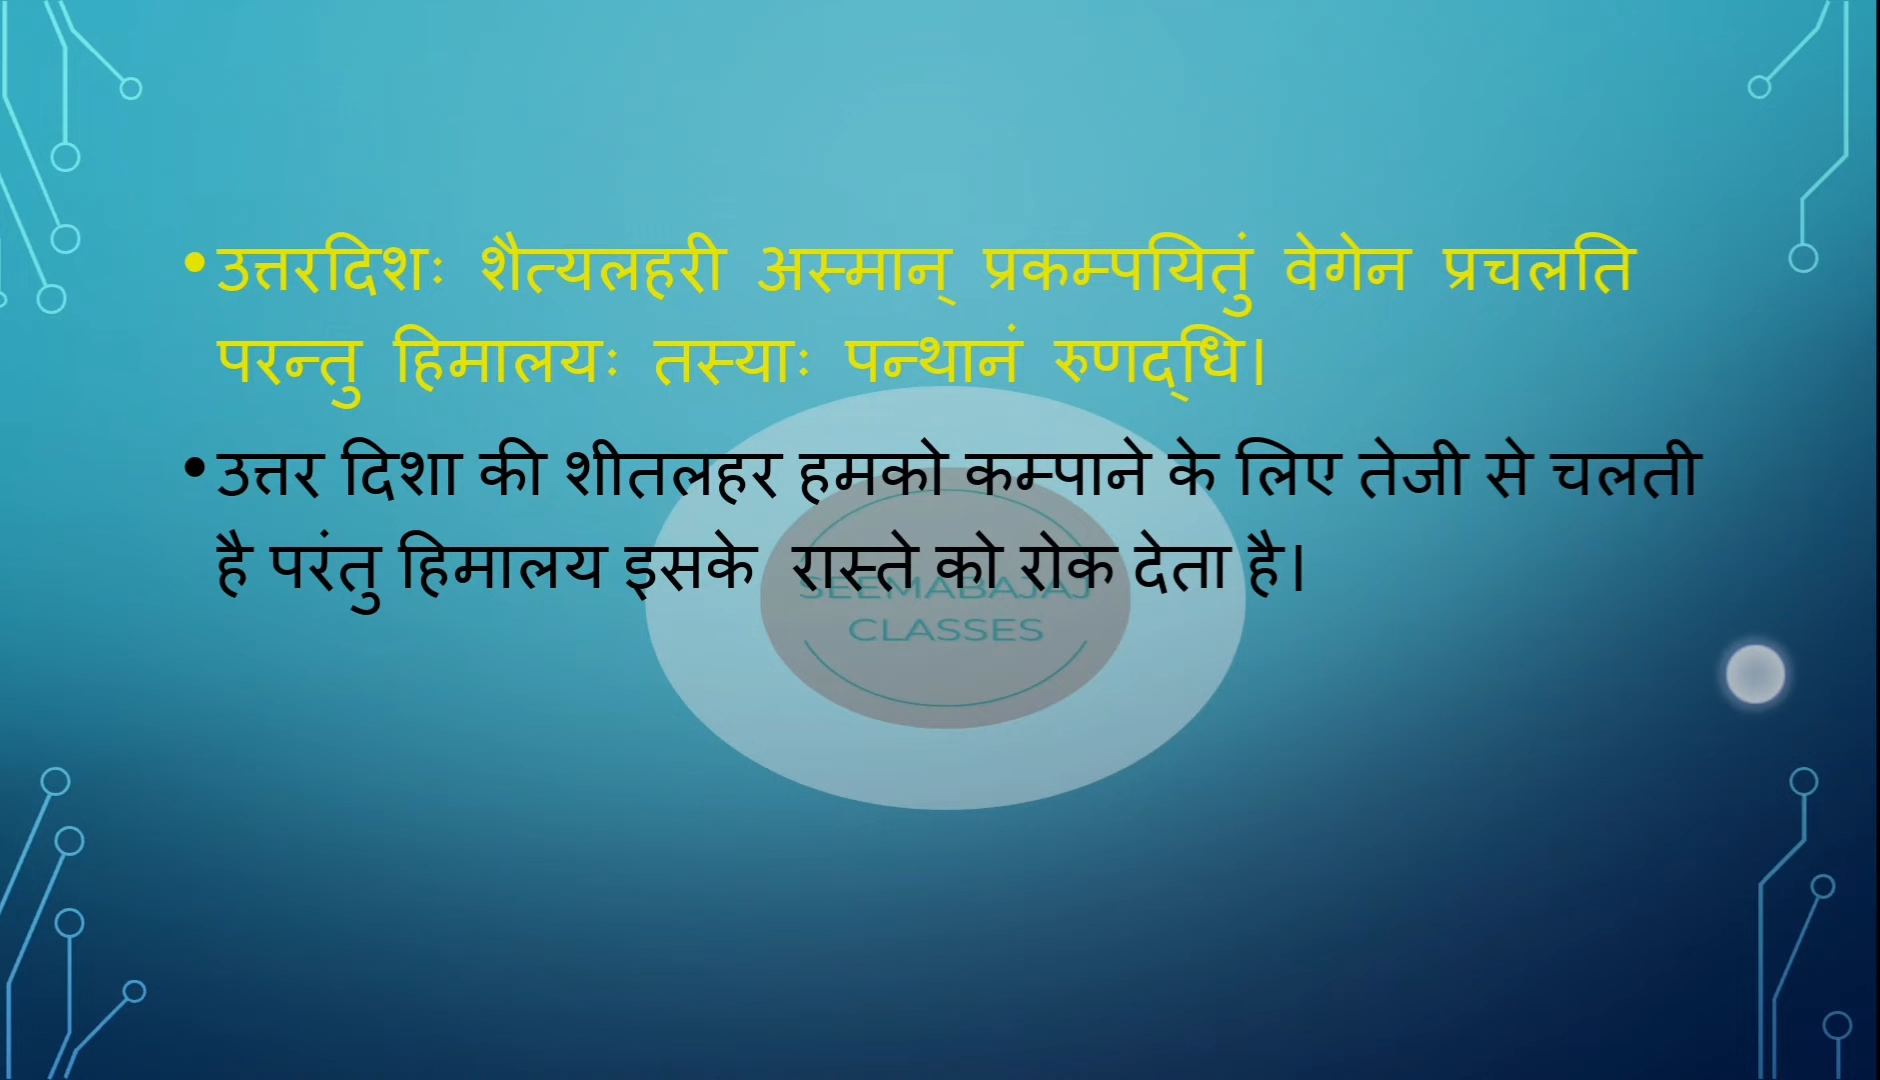 •उत्तरदिशः शैत्यलहरी अस्मान् प्रकम्पयितुं वेगेन प्रचलति
परन्तु हिमालयः तस्याः पन्थानं रुणद्धि।
•उत्तर दिशा की शीतलहर हमको कम्पाने के लिए तेजी से चलती
है परंतु हिमालय इसके रास्ते को रोक देता है।
SEEMABAJAJ
CLASSES